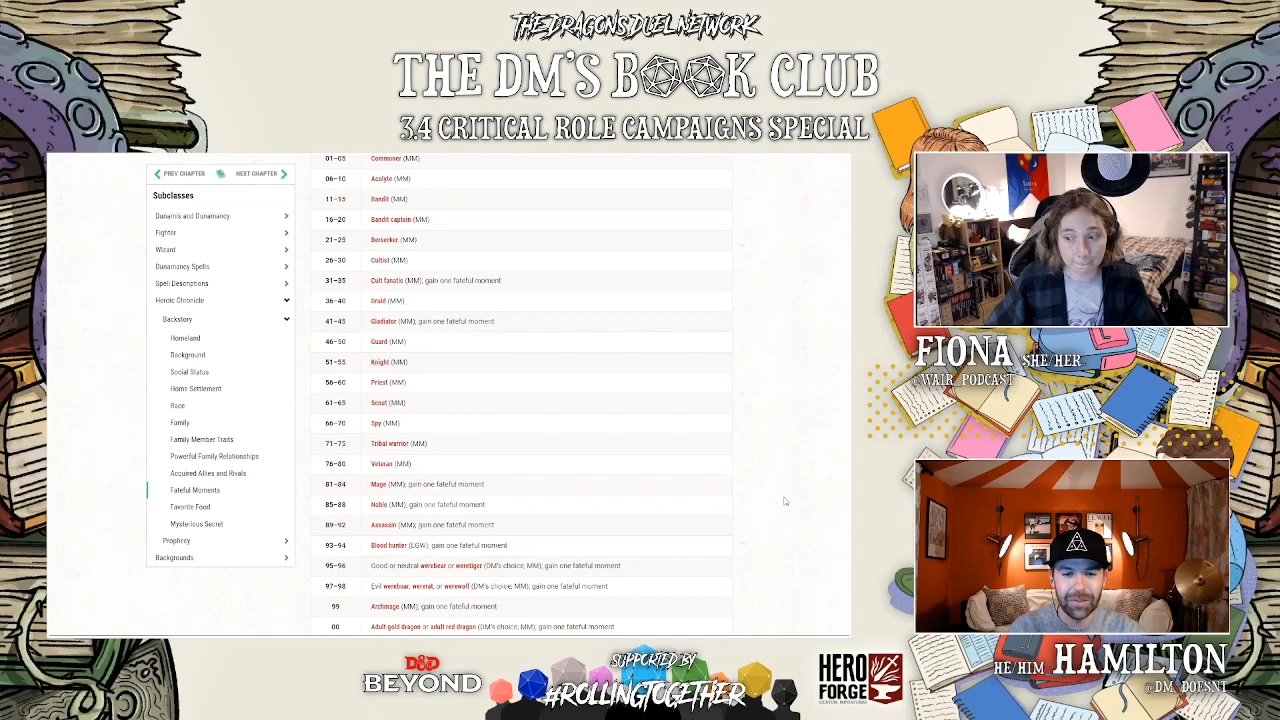 THE DRAGONS DUEL NETWORK
THE DM'S BOOK CLUB
3.4 CRITICAL ROLE CAMPAIGNS SPECIAL
PREV CHAPTER
NEXT CHAPTER
Subclasses
Dunamis and Dunamancy
Fighter
Wizard
Dunamancy Spells
Spell Descriptions
Heroic Chronicle
Backstory
Homeland
Background
Social Status
Home Settlement
Race
Family
Family Member Traits
Powerful Family Relationships
Acquired Allies and Rivals
Fateful Moments
Favorite Food
Mysterious Secret
Prophecy
Backgrounds
01–05 Commoner (MM)
06–10 Acolyte (MM)
11–15 Bandit (MM)
16–20 Bandit captain (MM)
21–25 Berserker (MM)
26–30 Cultist (MM)
31–35 Cult fanatic (MM); gain one fateful moment
36–40 Druid (MM)
41–45 Gladiator (MM); gain one fateful moment
46–50 Guard (MM)
51–55 Knight (MM)
56–60 Priest (MM)
61–65 Scout (MM)
66–70 Spy (MM)
71–75 Tribal warrior (MM)
76–80 Veteran (MM)
81–84 Mage (MM); gain one fateful moment
85–88 Noble (MM); gain one fateful moment
89–92 Assassin (MM); gain one fateful moment
93–94 Blood hunter (EGW); gain one fateful moment
95–96 Good or neutral werebear or weretiger (DM's choice; MM); gain one fateful moment
97–98 Evil wereboar, wererat, or werewolf (DM's choice; MM); gain one fateful moment
99 Archmage (MM); gain one fateful moment
00 Adult gold dragon or adult red dragon (DM's choice; MM); gain one fateful moment
FIONA SHE/HER
@WAIR_PODCAST
HE/HIM HAMILTON
@DM_DOESNT
D&D
BEYOND
SUPPORTED BY
#ROLLINGTOGETHER
HERO
FORGE
CUSTOM MINIATURES